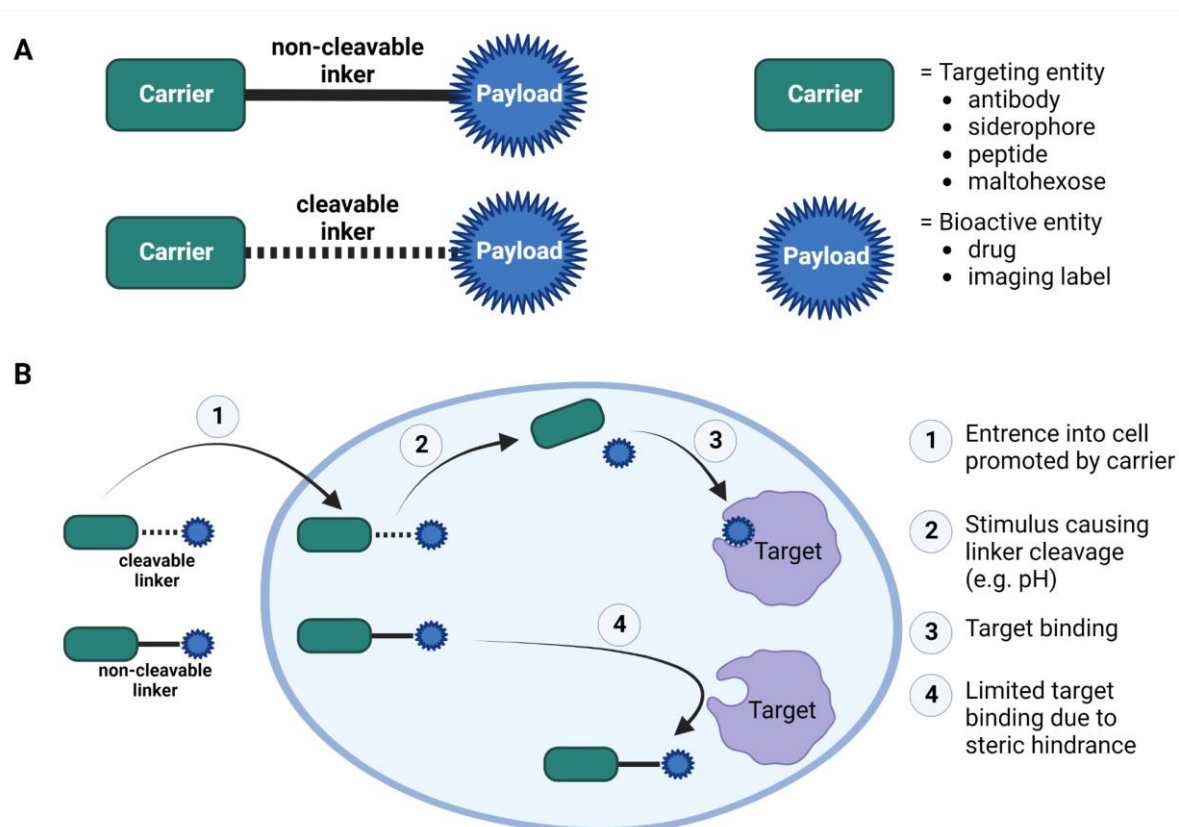 A
non-cleavable
inker
Carrier
Payload
cleavable
inker
Carrier
Payload
Carrier
= Targeting entity
• antibody
• siderophore
• peptide
• maltohexose
Payload
= Bioactive entity
• drug
• imaging label
B
1
2
3
4
cleavable
linker
non-cleavable
linker
Target
Target
1 Entrence into cell
promoted by carrier
2 Stimulus causing
linker cleavage
(e.g. pH)
3 Target binding
4 Limited target
binding due to
steric hindrance